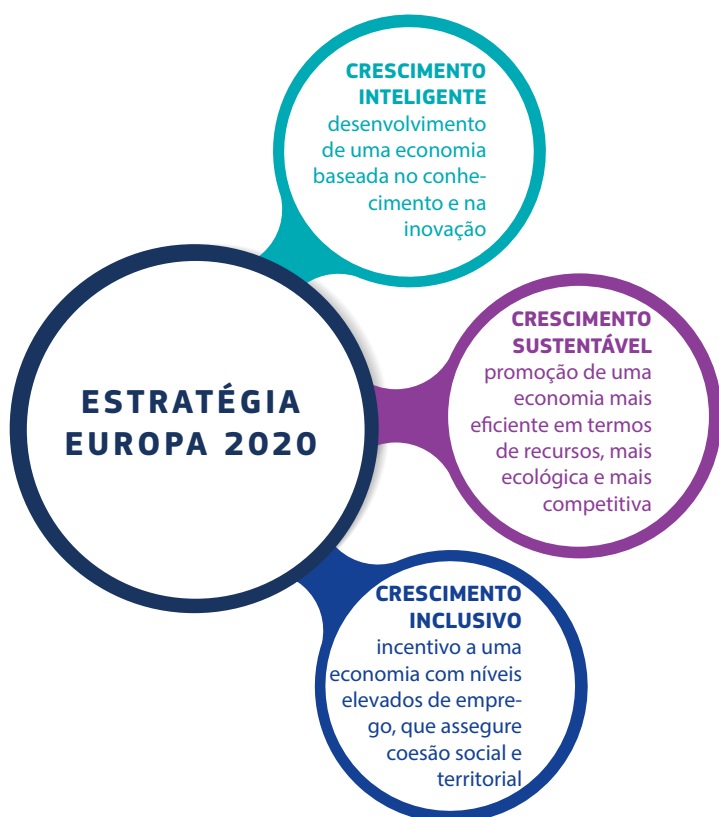 CRESCIMENTO
INTELIGENTE
desenvolvimento
de uma economia
baseada no conhe-
cimento e na
inovação
ESTRATÉGIA
EUROPA 2020
CRESCIMENTO
SUSTENTÁVEL
promoção de uma
economia mais
eficiente em termos
de recursos, mais
ecológica e mais
competitiva
CRESCIMENTO
INCLUSIVO
incentivo a uma
economia com níveis
elevados de empre-
go, que assegure
coesão social e
territorial